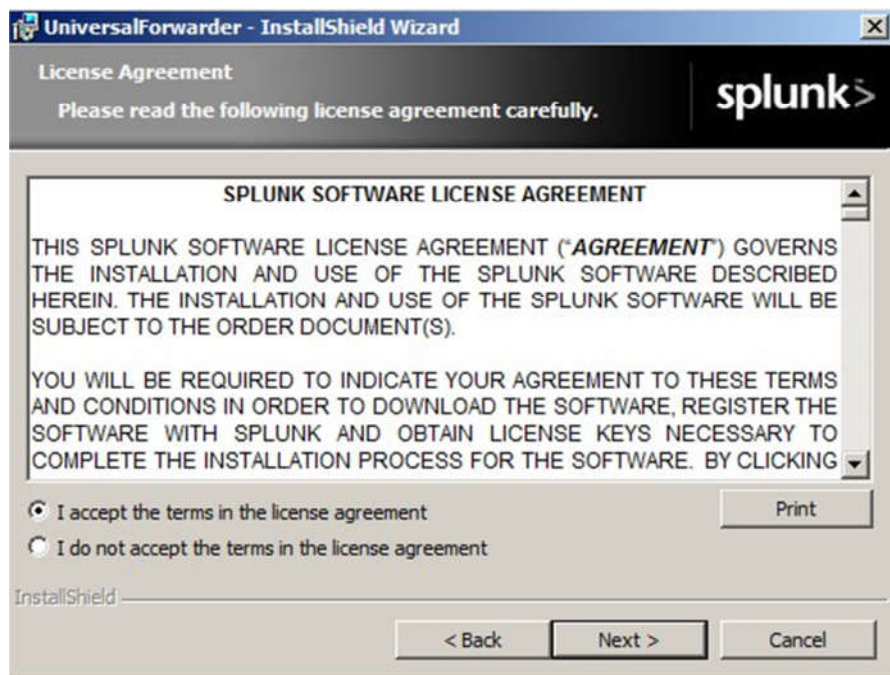 UniversalForwarder - InstallShield Wizard
License Agreement
Please read the following license agreement carefully.
splunk>
SPLUNK SOFTWARE LICENSE AGREEMENT
THIS SPLUNK SOFTWARE LICENSE AGREEMENT (“AGREEMENT”) GOVERNS
THE INSTALLATION AND USE OF THE SPLUNK SOFTWARE DESCRIBED
HEREIN. THE INSTALLATION AND USE OF THE SPLUNK SOFTWARE WILL BE
SUBJECT TO THE ORDER DOCUMENT(S).
YOU WILL BE REQUIRED TO INDICATE YOUR AGREEMENT TO THESE TERMS
AND CONDITIONS IN ORDER TO DOWNLOAD THE SOFTWARE, REGISTER THE
SOFTWARE WITH SPLUNK AND OBTAIN LICENSE KEYS NECESSARY TO
COMPLETE THE INSTALLATION PROCESS FOR THE SOFTWARE. BY CLICKING
I accept the terms in the license agreement
Print
I do not accept the terms in the license agreement
InstallShield
< Back
Next >
Cancel